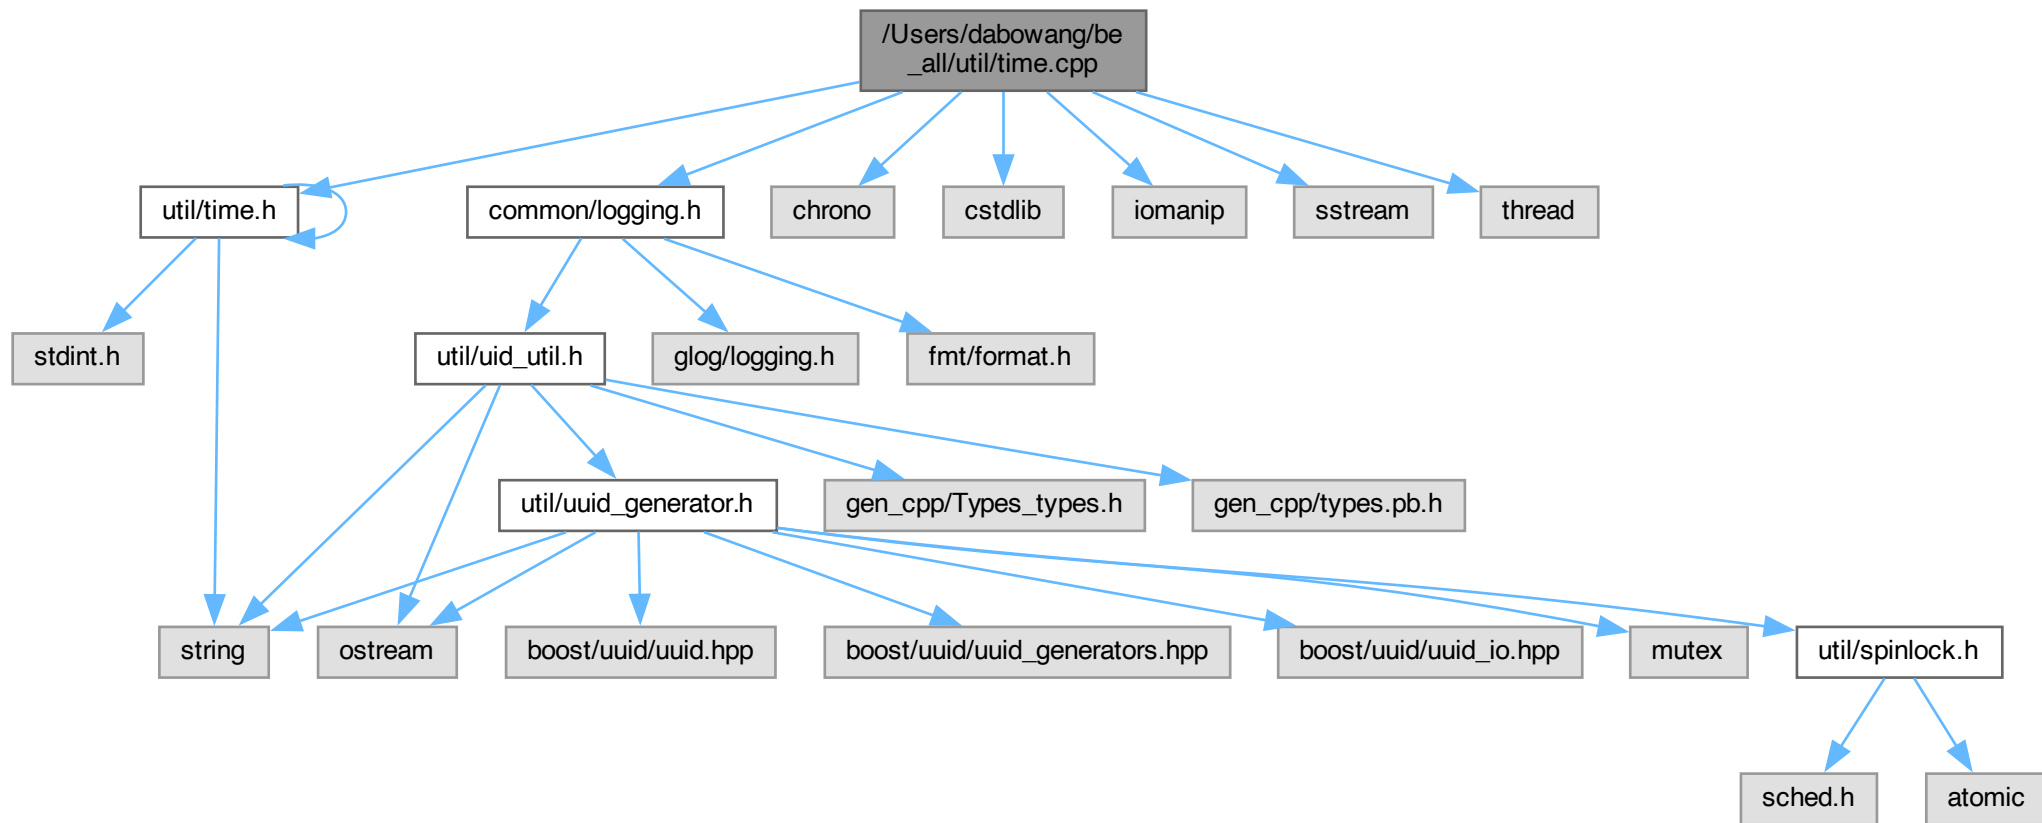 /Users/dabowang/be
_all/util/time.cpp
util/time.h
common/logging.h
chrono
cstdlib
iomanip
sstream
thread
stdint.h
util/uid_util.h
glog/logging.h
fmt/format.h
util/uuid_generator.h
gen_cpp/Types_types.h
gen_cpp/types.pb.h
string
ostream
boost/uuid/uuid.hpp
boost/uuid/uuid_generators.hpp
boost/uuid/uuid_io.hpp
mutex
util/spinlock.h
sched.h
atomic